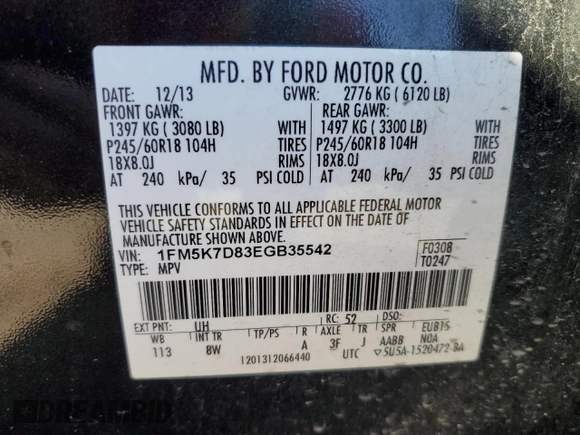 MFD. BY FORD MOTOR CO.
DATE: 12/13 GVWR: 2776 KG ( 6120 LB)
FRONT GAWR: REAR GAWR:
1397 KG ( 3080 LB) WITH 1497 KG ( 3300 LB) WITH
P245/60R18 104H TIRES P245/60R18 104H TIRES
18X8.0J RIMS 18X8.0J RIMS
AT 240 kPa/ 35 PSI COLD AT 240 kPa/ 35 PSI COLD
THIS VEHICLE CONFORMS TO ALL APPLICABLE FEDERAL MOTOR
VEHICLE SAFETY STANDARDS IN EFFECT ON THE DATE OF
MANUFACTURE SHOWN ABOVE.
VIN: 1FM5K7D83EGB35542 F0308
TYPE: MPV T0247
EXT PNT: UH RC: 52 DSO:
WB INT TR TP/PS R AXLE TR SPR EUB15
113 8W A 3F J AABB N0A
1201312066440 UTC ▽5U5A-1520472-BA
DREAMBID